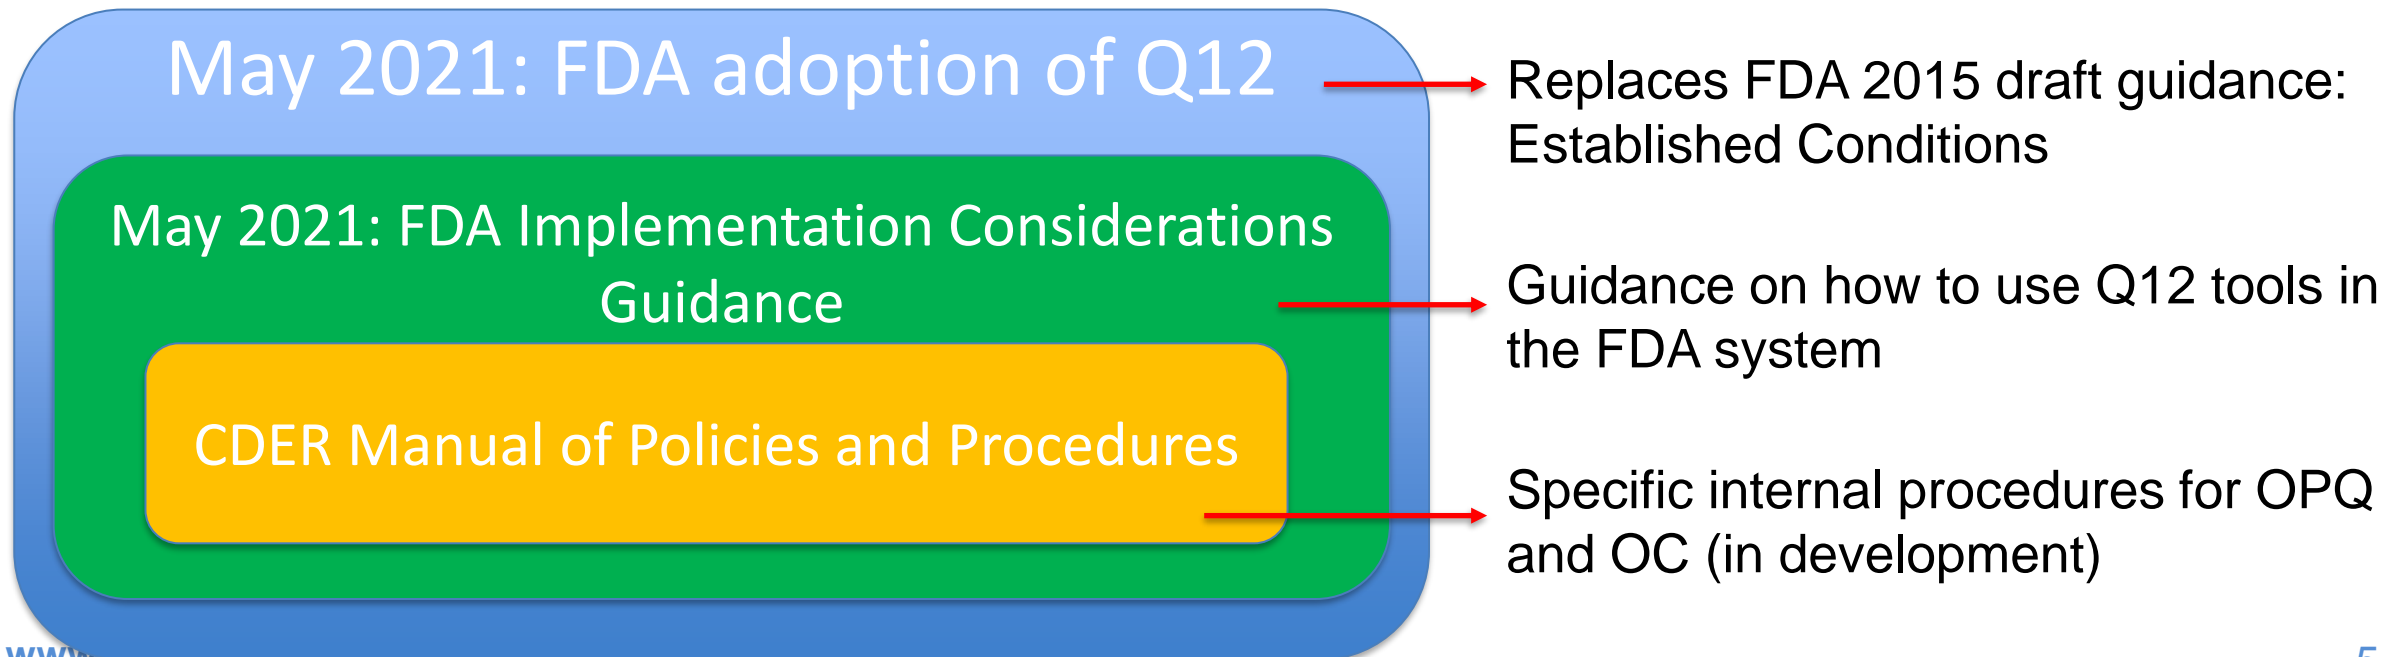 May 2021: FDA adoption of Q12
Replaces FDA 2015 draft guidance:
Established Conditions
May 2021: FDA Implementation Considerations
Guidance
Guidance on how to use Q12 tools in
the FDA system
CDER Manual of Policies and Procedures
Specific internal procedures for OPQ
and OC (in development)